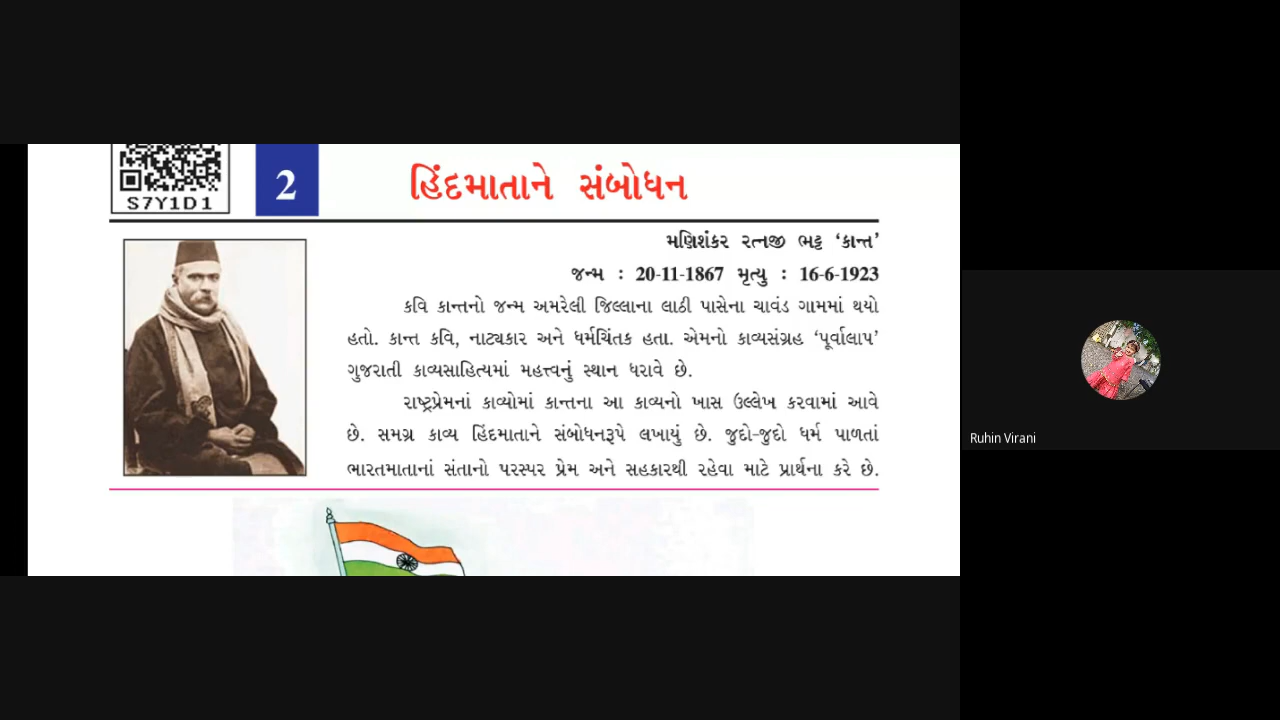 S7Y1D1
2
હિંદમાતાને સંબોધન
મણિશંકર રત્નજી ભટ્ટ ‘કાન્ત’
જન્મ : 20-11-1867 મૃત્યુ : 16-6-1923
કવિ કાન્તનો જન્મ અમરેલી જિલ્લાના લાઠી પાસેના ચાવંડ ગામમાં થયો
હતો. કાન્ત કવિ, નાટ્યકાર અને ધર્મચિંતક હતા. એમનો કાવ્યસંગ્રહ ‘પૂર્વાલાપ’
ગુજરાતી કાવ્યસાહિત્યમાં મહત્ત્વનું સ્થાન ધરાવે છે.
રાષ્ટ્રપ્રેમનાં કાવ્યોમાં કાન્તના આ કાવ્યનો ખાસ ઉલ્લેખ કરવામાં આવે
છે. સમગ્ર કાવ્ય હિંદમાતાને સંબોધનરૂપે લખાયું છે. જુદો-જુદો ધર્મ પાળતાં
ભારતમાતાનાં સંતાનો પરસ્પર પ્રેમ અને સહકારથી રહેવા માટે પ્રાર્થના કરે છે.
Ruhin Virani